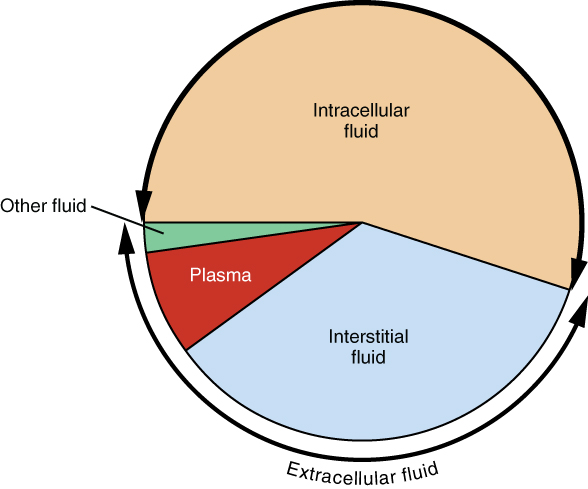 Intracellular
fluid
Other fluid
Plasma
Interstitial
fluid
Extracellular fluid